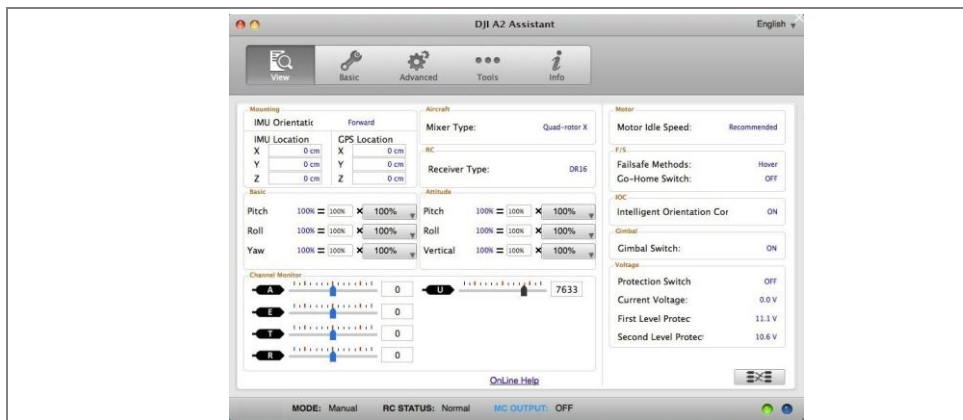 DJI A2 Assistant
English
View
Basic
Advanced
Tools
Info
Mounting
IMU Orientatic Forward
IMU Location GPS Location
X 0 cm X 0 cm
Y 0 cm Y 0 cm
Z 0 cm Z 0 cm
Basic
Pitch 100% = 100% × 100%
Roll 100% = 100% × 100%
Yaw 100% = 100% × 100%
Aircraft
Mixer Type: Quad-rotor X
RC
Receiver Type: DR16
Attitude
Pitch 100% = 100% × 100%
Roll 100% = 100% × 100%
Vertical 100% = 100% × 100%
Channel Monitor
A 0
E 0
T 0
R 0
U 7633
OnLine Help
Motor
Motor Idle Speed: Recommended
F/S
Failsafe Methods: Hover
Go-Home Switch: OFF
IOC
Intelligent Orientation Cor ON
Gimbal
Gimbal Switch: ON
Voltage
Protection Switch OFF
Current Voltage: 0.0 V
First Level Protec 11.1 V
Second Level Protec 10.6 V
MODE: Manual RC STATUS: Normal MC OUTPUT: OFF